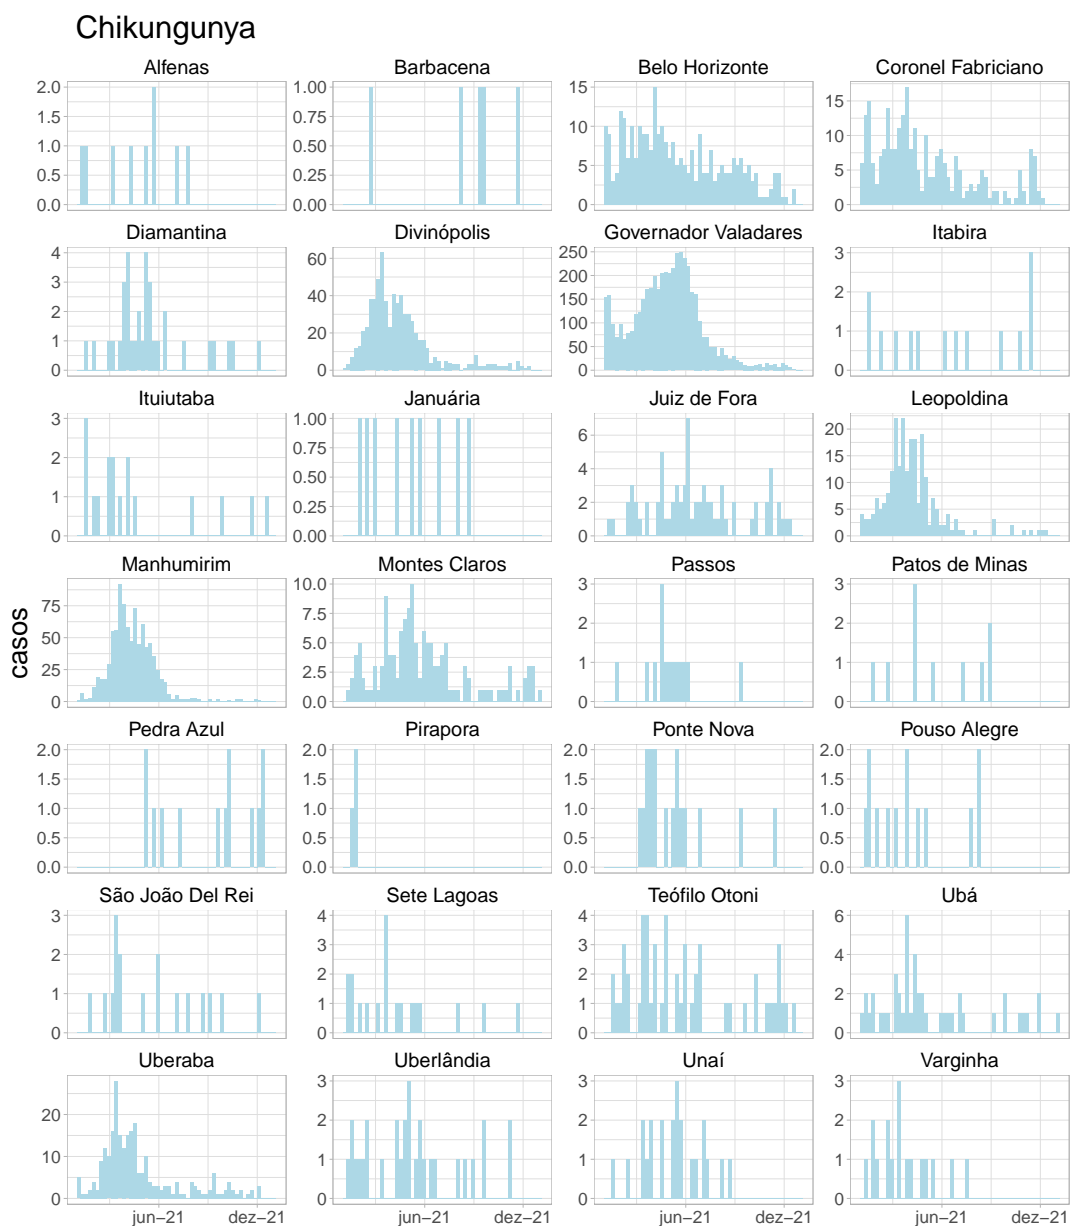 Chikungunya
Alfenas Barbacena Belo Horizonte Coronel Fabriciano
2.0 1.5 1.0 0.5 0.0
1.00 0.75 0.50 0.25 0.00
15 10 5 0
15 10 5 0
Diamantina Divinópolis Governador Valadares Itabira
4 3 2 1 0
60 40 20 0
250 200 150 100 50 0
3 2 1 0
Ituiutaba Januária Juiz de Fora Leopoldina
3 2 1 0
1.00 0.75 0.50 0.25 0.00
6 4 2 0
20 15 10 5 0
Manhumirim Montes Claros Passos Patos de Minas
75 50 25 0
10.0 7.5 5.0 2.5 0.0
3 2 1 0
3 2 1 0
casos
Pedra Azul Pirapora Ponte Nova Pouso Alegre
2.0 1.5 1.0 0.5 0.0
2.0 1.5 1.0 0.5 0.0
2.0 1.5 1.0 0.5 0.0
2.0 1.5 1.0 0.5 0.0
São João Del Rei Sete Lagoas Teófilo Otoni Ubá
3 2 1 0
4 3 2 1 0
4 3 2 1 0
6 4 2 0
Uberaba Uberlândia Unaí Varginha
20 10 0
3 2 1 0
3 2 1 0
3 2 1 0
jun–21 dez–21 jun–21 dez–21 jun–21 dez–21 jun–21 dez–21